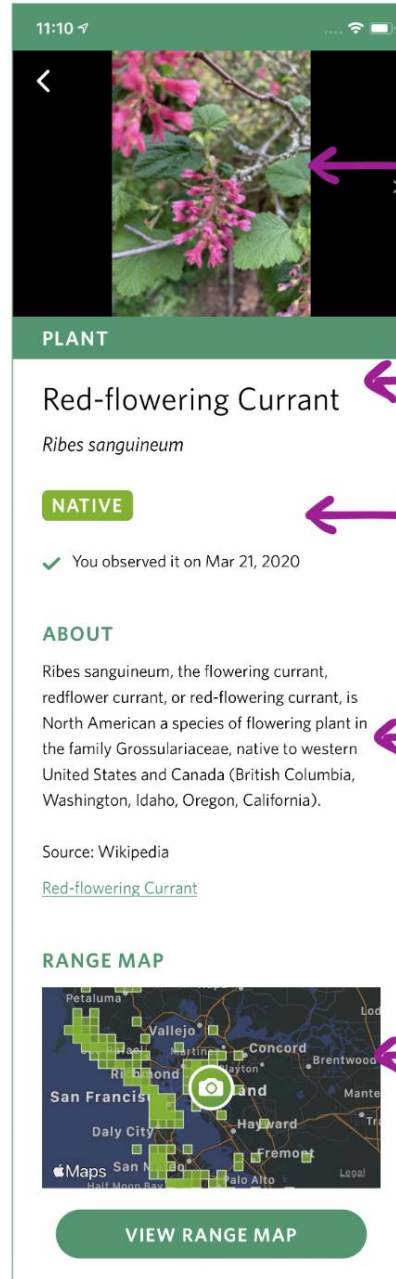 11:10
PLANT
Red-flowering Currant
Ribes sanguineum
NATIVE
You observed it on Mar 21, 2020
ABOUT
Ribes sanguineum, the flowering currant,
redflower currant, or red-flowering currant, is
North American a species of flowering plant in
the family Grossulariaceae, native to western
United States and Canada (British Columbia,
Washington, Idaho, Oregon, California).
Source: Wikipedia
Red-flowering Currant
RANGE MAP
Petaluma
Vallejo
Concord
Brentwood
San Francis
Daly City
Hayward
Fremont
Maps
Palo Alto
Legal
Half Moon Bay
VIEW RANGE MAP